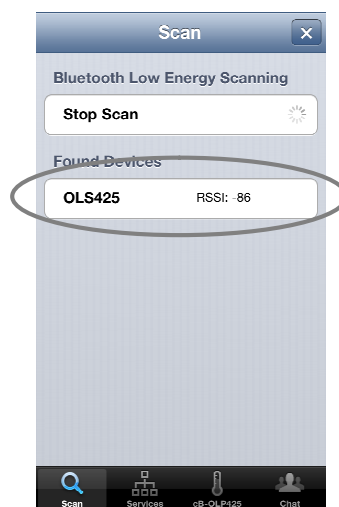 Scan
Bluetooth Low Energy Scanning
Stop Scan
Found Devices
OLS425 RSSI: -86
Scan Services cB-OLP425 Chat